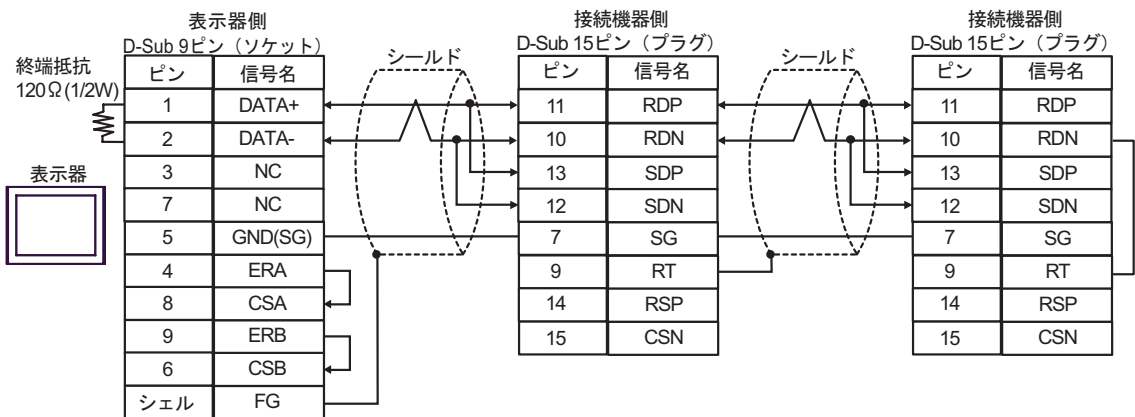 表示器側
D-Sub 9ピン（ソケット）
終端抵抗
120Ω(1/2W)
表示器
ピン 信号名
1 DATA+
2 DATA-
3 NC
7 NC
5 GND(SG)
4 ERA
8 CSA
9 ERB
6 CSB
シェル FG
シールド
接続機器側
D-Sub 15ピン（プラグ）
ピン 信号名
11 RDP
10 RDN
13 SDP
12 SDN
7 SG
9 RT
14 RSP
15 CSN
シールド
接続機器側
D-Sub 15ピン（プラグ）
ピン 信号名
11 RDP
10 RDN
13 SDP
12 SDN
7 SG
9 RT
14 RSP
15 CSN